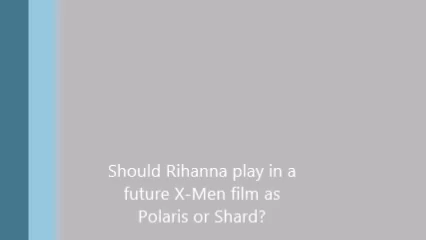 Should Rihanna play in a
future X-Men film as
Polaris or Shard?